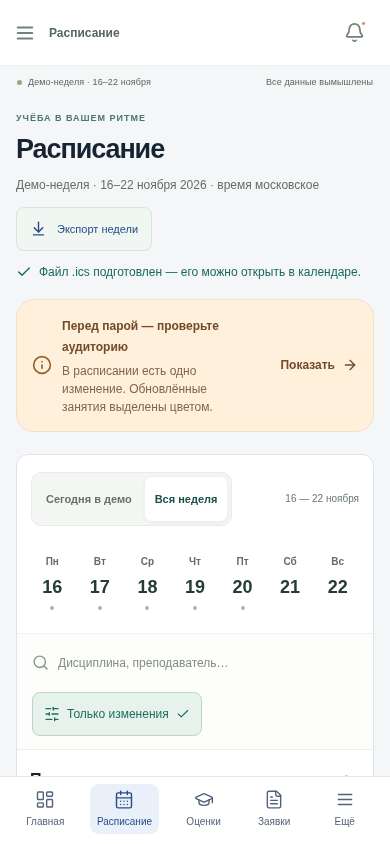 Расписание
Демо-неделя · 16–22 ноября
Все данные вымышлены
УЧЁБА В ВАШЕМ РИТМЕ
Расписание
Демо-неделя · 16–22 ноября 2026 · время московское
Экспорт недели
Файл .ics подготовлен — его можно открыть в календаре.
Перед парой — проверьте
аудиторию
В расписании есть одно
изменение. Обновлённые
занятия выделены цветом.
Показать
Сегодня в демо
Вся неделя
16 — 22 ноября
Пн Вт Ср Чт Пт Сб Вс
16 17 18 19 20 21 22
Дисциплина, преподаватель…
Только изменения
Главная Расписание Оценки Заявки Ещё